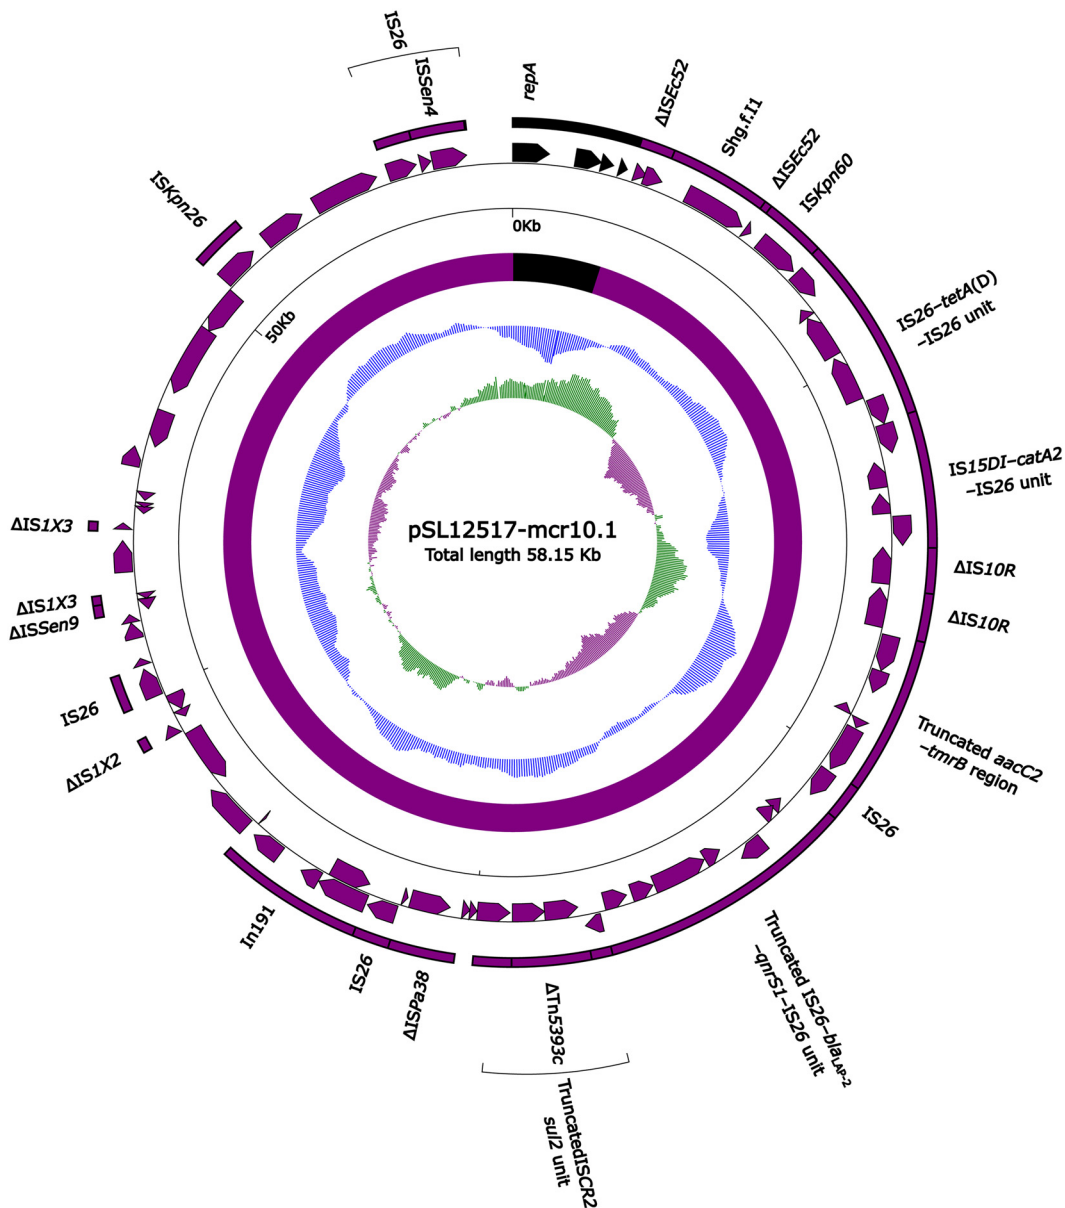 pSL12517-mcr10.1
Total length 58.15 Kb
0Kb
50Kb
repA
ΔISEc52
Shg.f.I1
ΔISEc52
ISKpn60
IS26–tetA(D)
–IS26 unit
IS15DI–catA2
–IS26 unit
ΔIS10R
ΔIS10R
Truncated aacC2
–tmrB region
IS26
Truncated IS26–blaLAP-2
–qnrS1–IS26 unit
ΔTn5393c
TruncatedISCR2
sul2 unit
ΔISPa38
IS26
In191
ΔIS1X2
IS26
ΔISSen9
ΔIS1X3
ΔIS1X3
ISKpn26
IS26
ISSen4